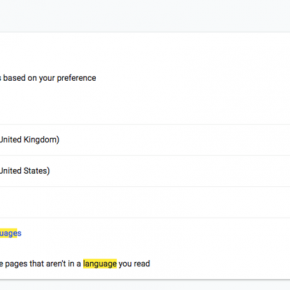 s based on your preference
United Kingdom)
United States)
uages
e pages that aren't in a language you read